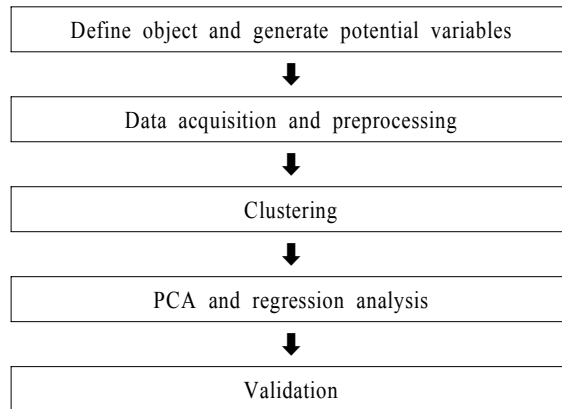 Define object and generate potential variables
Data acquisition and preprocessing
Clustering
PCA and regression analysis
Validation